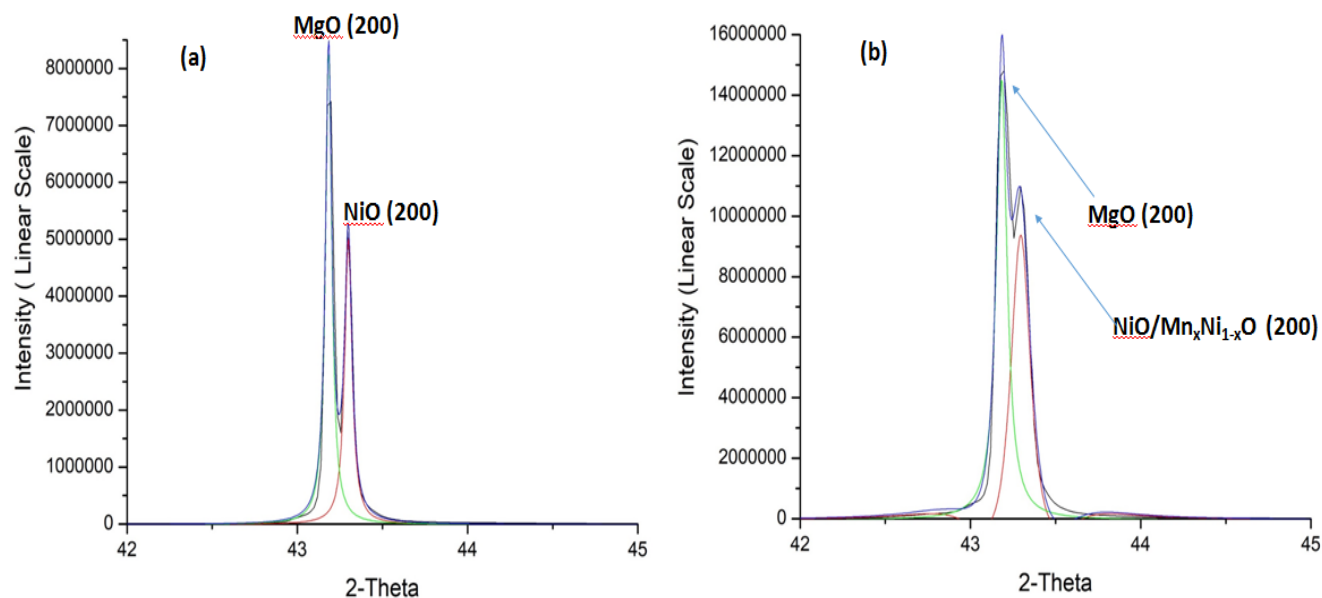 MgO (200)
(a)
NiO (200)
Intensity ( Linear Scale)
8000000
7000000
6000000
5000000
4000000
3000000
2000000
1000000
0
42
43
44
45
2-Theta
(b)
MgO (200)
NiO/MnxNi1-xO (200)
Intensity (Linear Scale)
16000000
14000000
12000000
10000000
8000000
6000000
4000000
2000000
0
42
43
44
45
2-Theta